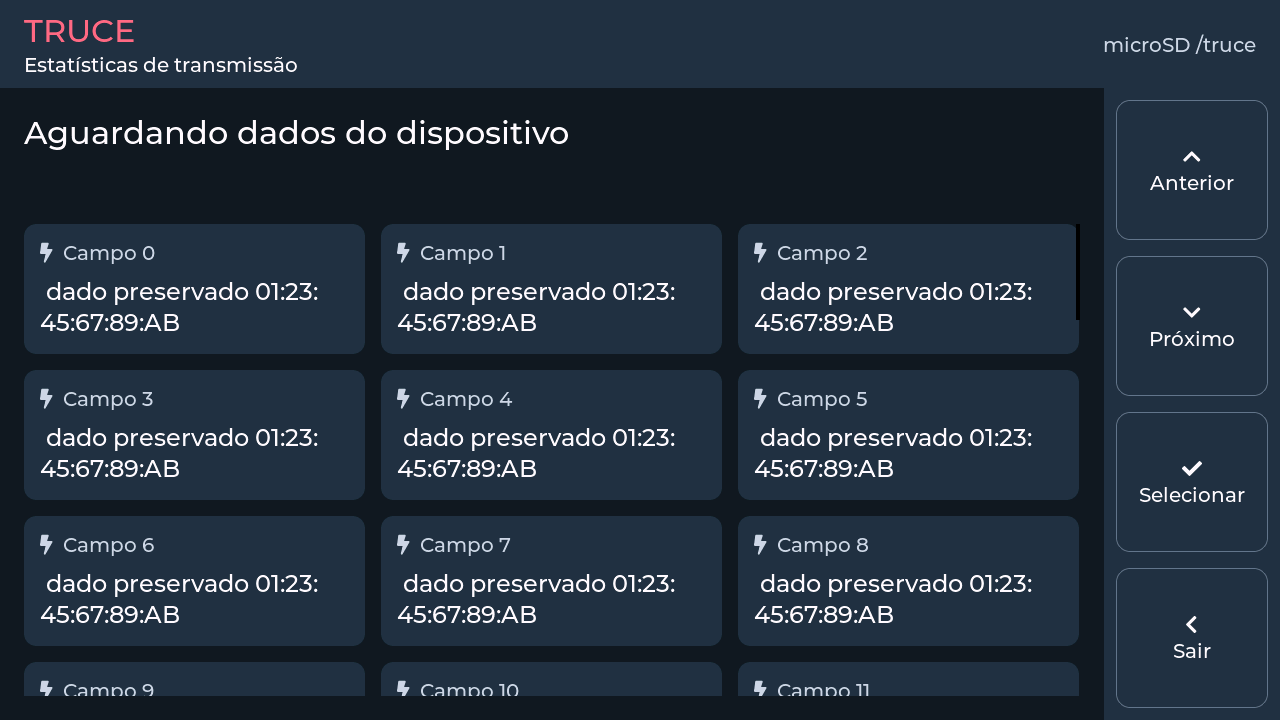 TRUCE
Estatísticas de transmissão
microSD /truce
Aguardando dados do dispositivo
Campo 0
dado preservado 01:23:
45:67:89:AB
Campo 1
dado preservado 01:23:
45:67:89:AB
Campo 2
dado preservado 01:23:
45:67:89:AB
Campo 3
dado preservado 01:23:
45:67:89:AB
Campo 4
dado preservado 01:23:
45:67:89:AB
Campo 5
dado preservado 01:23:
45:67:89:AB
Campo 6
dado preservado 01:23:
45:67:89:AB
Campo 7
dado preservado 01:23:
45:67:89:AB
Campo 8
dado preservado 01:23:
45:67:89:AB
Campo 9
Campo 10
Campo 11
Anterior
Próximo
Selecionar
Sair